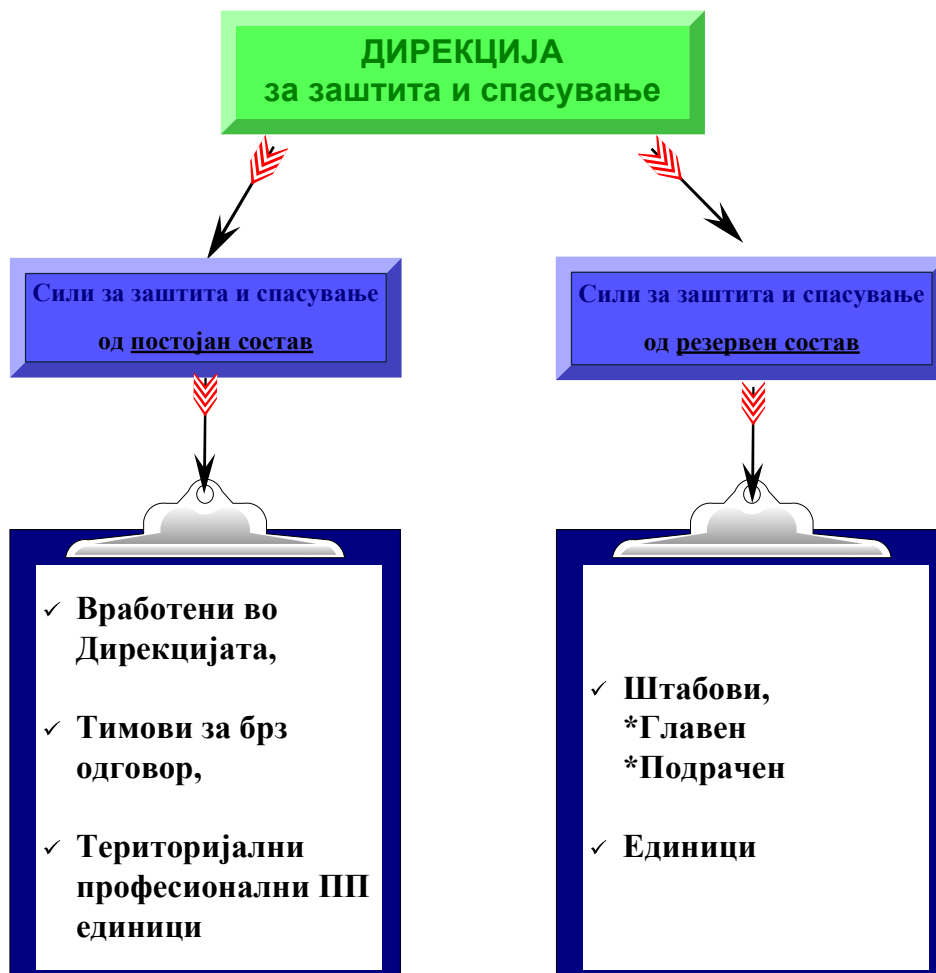 ДИРЕКЦИЈА
за заштита и спасување
Сили за заштита и спасување
од постојан состав
Сили за заштита и спасување
од резервен состав
✓ Вработени во
Дирекцијата,
✓ Тимови за брз
одговор,
✓ Територијални
професионални ПП
единици
✓ Штабови,
*Главен
*Подрачен
✓ Единици